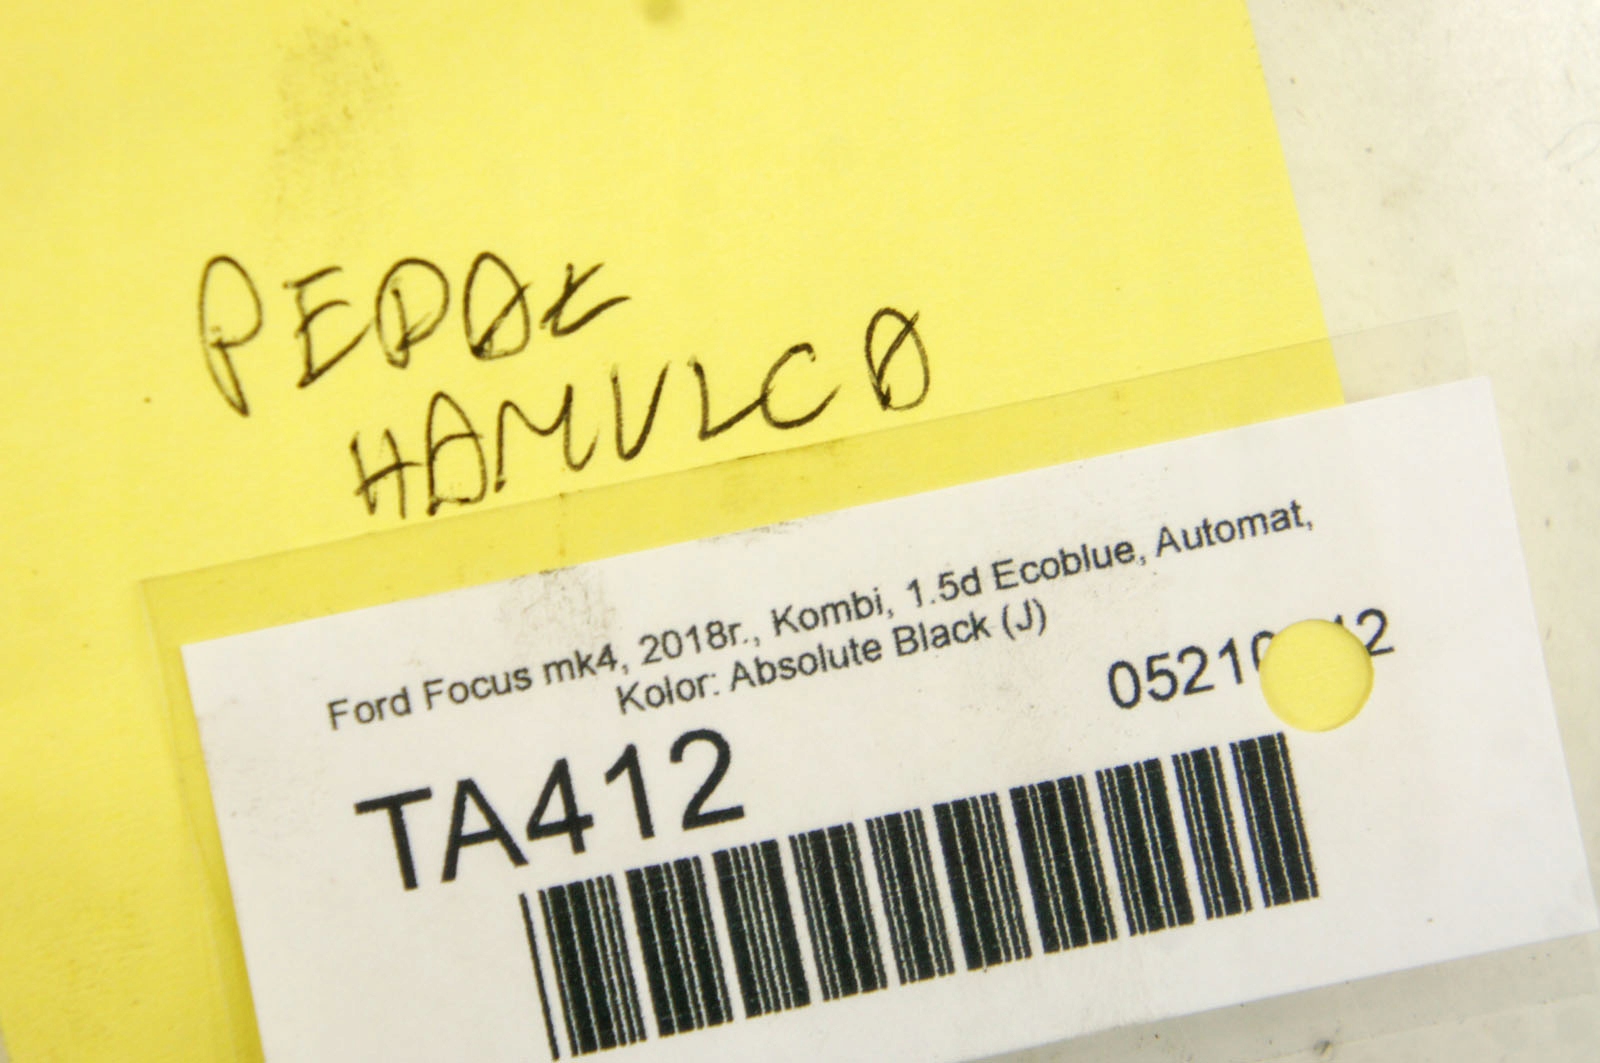 PEDAŁ
HAMULCA
Ford Focus mk4, 2018r., Kombi, 1.5d Ecoblue, Automat,
Kolor: Absolute Black (J)
TA412